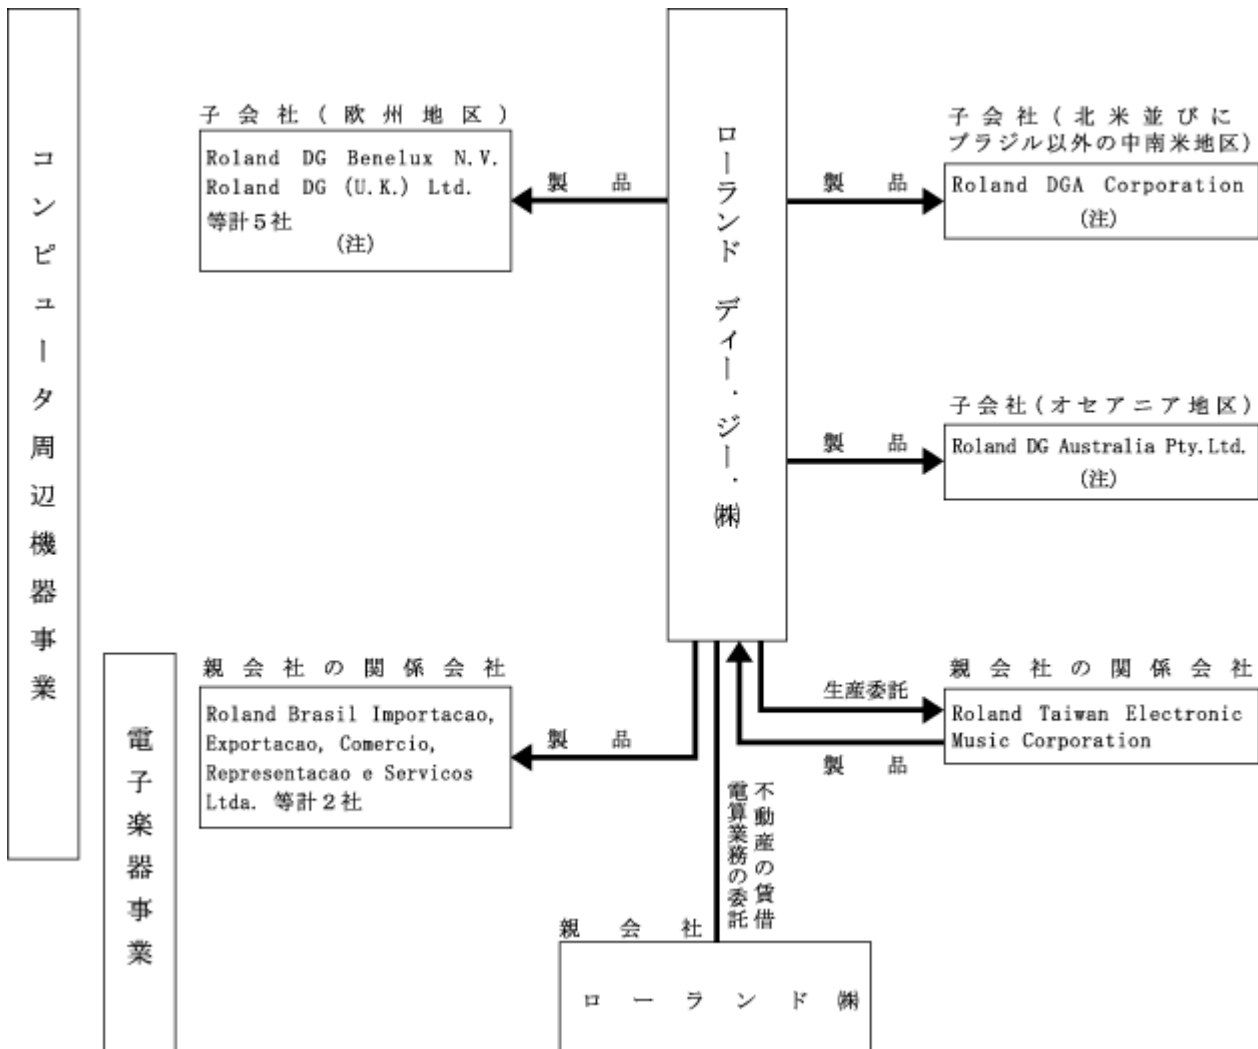 コンピュータ周辺機器事業
電子楽器事業
子会社(欧州地区)
Roland DG Benelux N.V.
Roland DG (U.K.) Ltd.
等計5社
(注)
製品
ローランド ディー.ジー.㈱
子会社(北米並びに
ブラジル以外の中南米地区)
製品
Roland DGA Corporation
(注)
子会社(オセアニア地区)
製品
Roland DG Australia Pty.Ltd.
(注)
親会社の関係会社
Roland Brasil Importacao,
Exportacao, Comercio,
Representacao e Servicos
Ltda. 等計2社
製品
親会社の関係会社
生産委託
Roland Taiwan Electronic
Music Corporation
製品
不動産の賃借
電算業務の委託
親会社
ローランド㈱